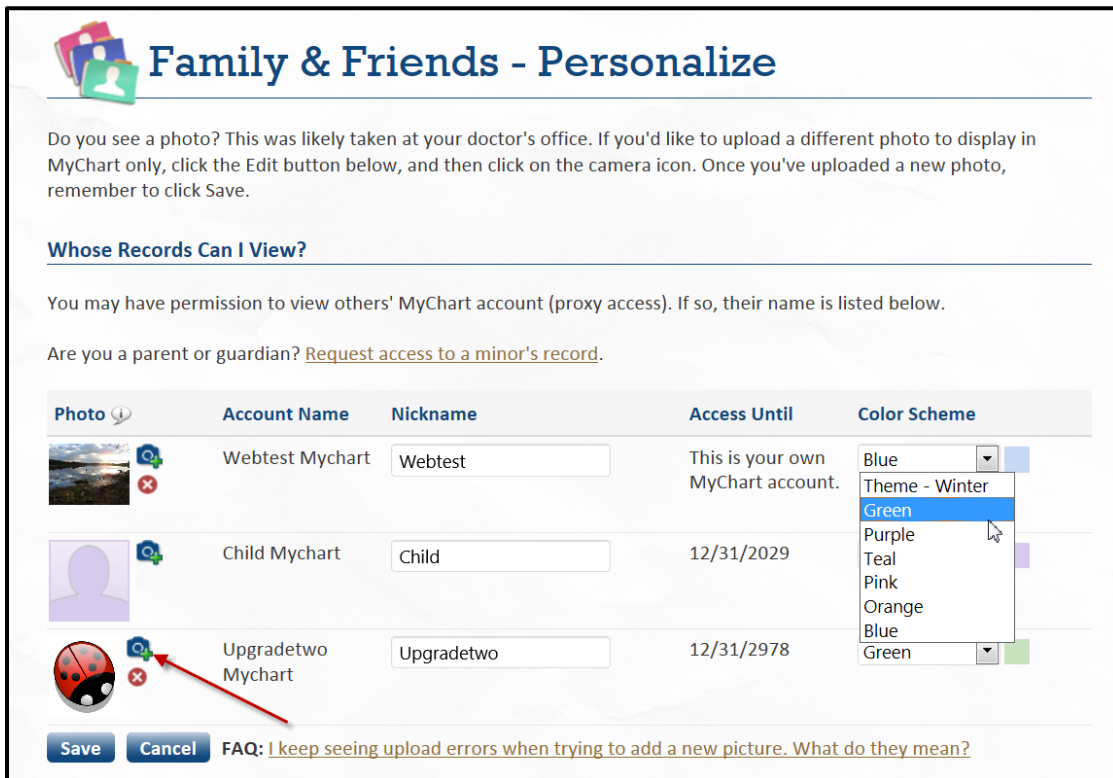 Family & Friends - Personalize
Do you see a photo? This was likely taken at your doctor's office. If you'd like to upload a different photo to display in
MyChart only, click the Edit button below, and then click on the camera icon. Once you've uploaded a new photo,
remember to click Save.
Whose Records Can I View?
You may have permission to view others' MyChart account (proxy access). If so, their name is listed below.
Are you a parent or guardian? Request access to a minor's record.
Photo Account Name Nickname Access Until Color Scheme
Webtest Mychart Webtest This is your own Blue
MyChart account.
Theme - Winter
Green
Purple
Child Mychart Child 12/31/2029
Teal
Pink
Orange
Blue
Upgradetwo Upgradetwo 12/31/2978 Green
Mychart
Save Cancel FAQ: I keep seeing upload errors when trying to add a new picture. What do they mean?